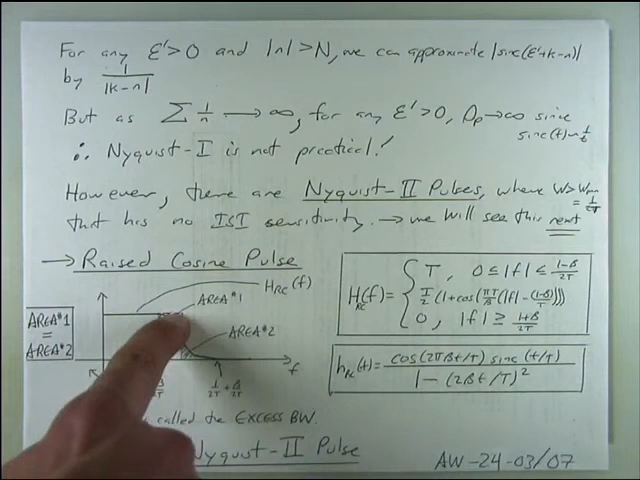 For any ε'>0 and |n|>N, we can approximate |sinc(ε'+k-n)|
by 1/|k-n|
But as Σ 1/n → ∞, for any ε'>0, Dp→∞ since
sinc(t)~1/t
∴ Nyquist-I is not practical!
However, there are Nyquist-II Pulses, where W>Wmin
= 1/2T
that has no ISI sensitivity. → we will see this next
→ Raised Cosine Pulse
HRC(f)
AREA#1
AREA#1
=
AREA#2
AREA#2
f
1/2T + β/2T
HRC(f) = { T, 0 ≤ |f| ≤ (1-β)/2T
T/2 (1+cos(πT/β(|f| - (1-β)/2T)))
0, |f| ≥ (1+β)/2T
hRC(t) = cos(2πβt/T) sinc(t/T) / 1-(2βt/T)²
called the EXCESS BW.
Nyquist-II Pulse
AW-24-03/07